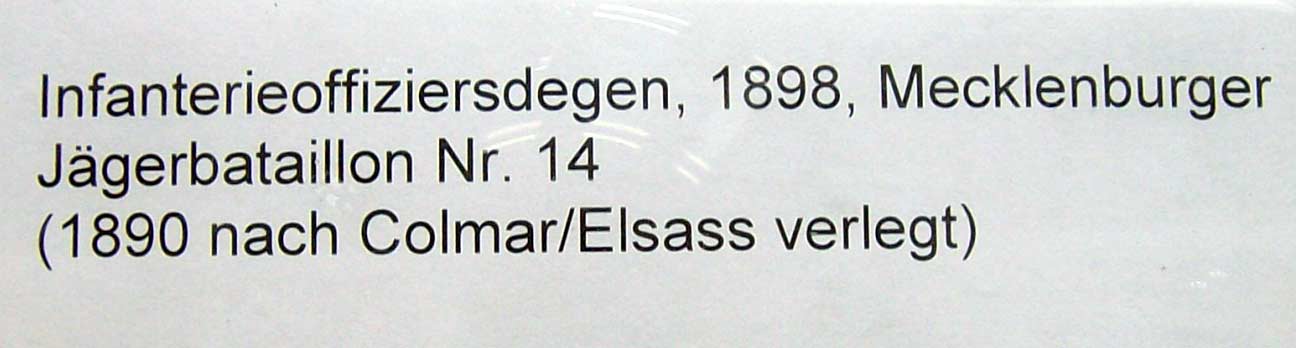 Infanterieoffiziersdegen, 1898, Mecklenburger
Jägerbataillon Nr. 14
(1890 nach Colmar/Elsass verlegt)